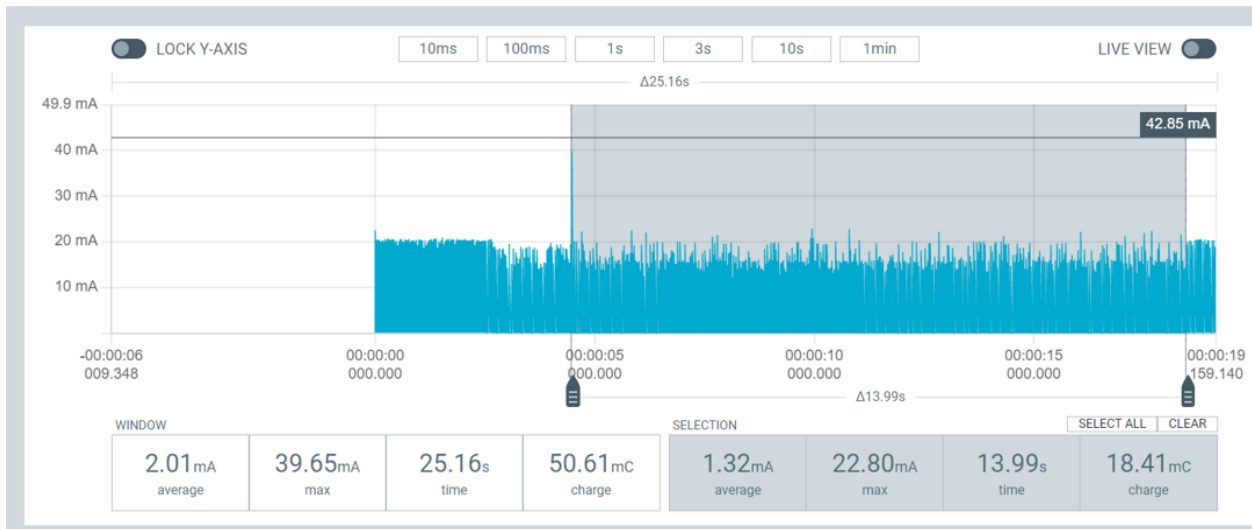 LOCK Y-AXIS 10ms 100ms 1s 3s 10s 1min LIVE VIEW
Δ25.16s
49.9 mA
42.85 mA
40 mA
30 mA
20 mA
10 mA
-00:00:06 00:00:00 00:00:05 00:00:10 00:00:15 00:00:19
009.348 000.000 000.000 000.000 000.000 159.140
Δ13.99s
WINDOW SELECTION SELECT ALL CLEAR
2.01mA 39.65mA 25.16s 50.61mC 1.32mA 22.80mA 13.99s 18.41mC
average max time charge average max time charge